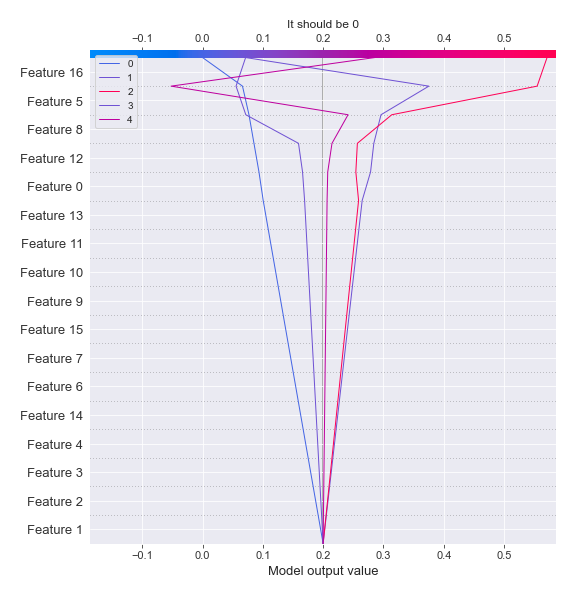 It should be 0
−0.1 0.0 0.1 0.2 0.3 0.4 0.5
0
1
2
3
4
Feature 16
Feature 5
Feature 8
Feature 12
Feature 0
Feature 13
Feature 11
Feature 10
Feature 9
Feature 15
Feature 7
Feature 6
Feature 14
Feature 4
Feature 3
Feature 2
Feature 1
−0.1 0.0 0.1 0.2 0.3 0.4 0.5
Model output value